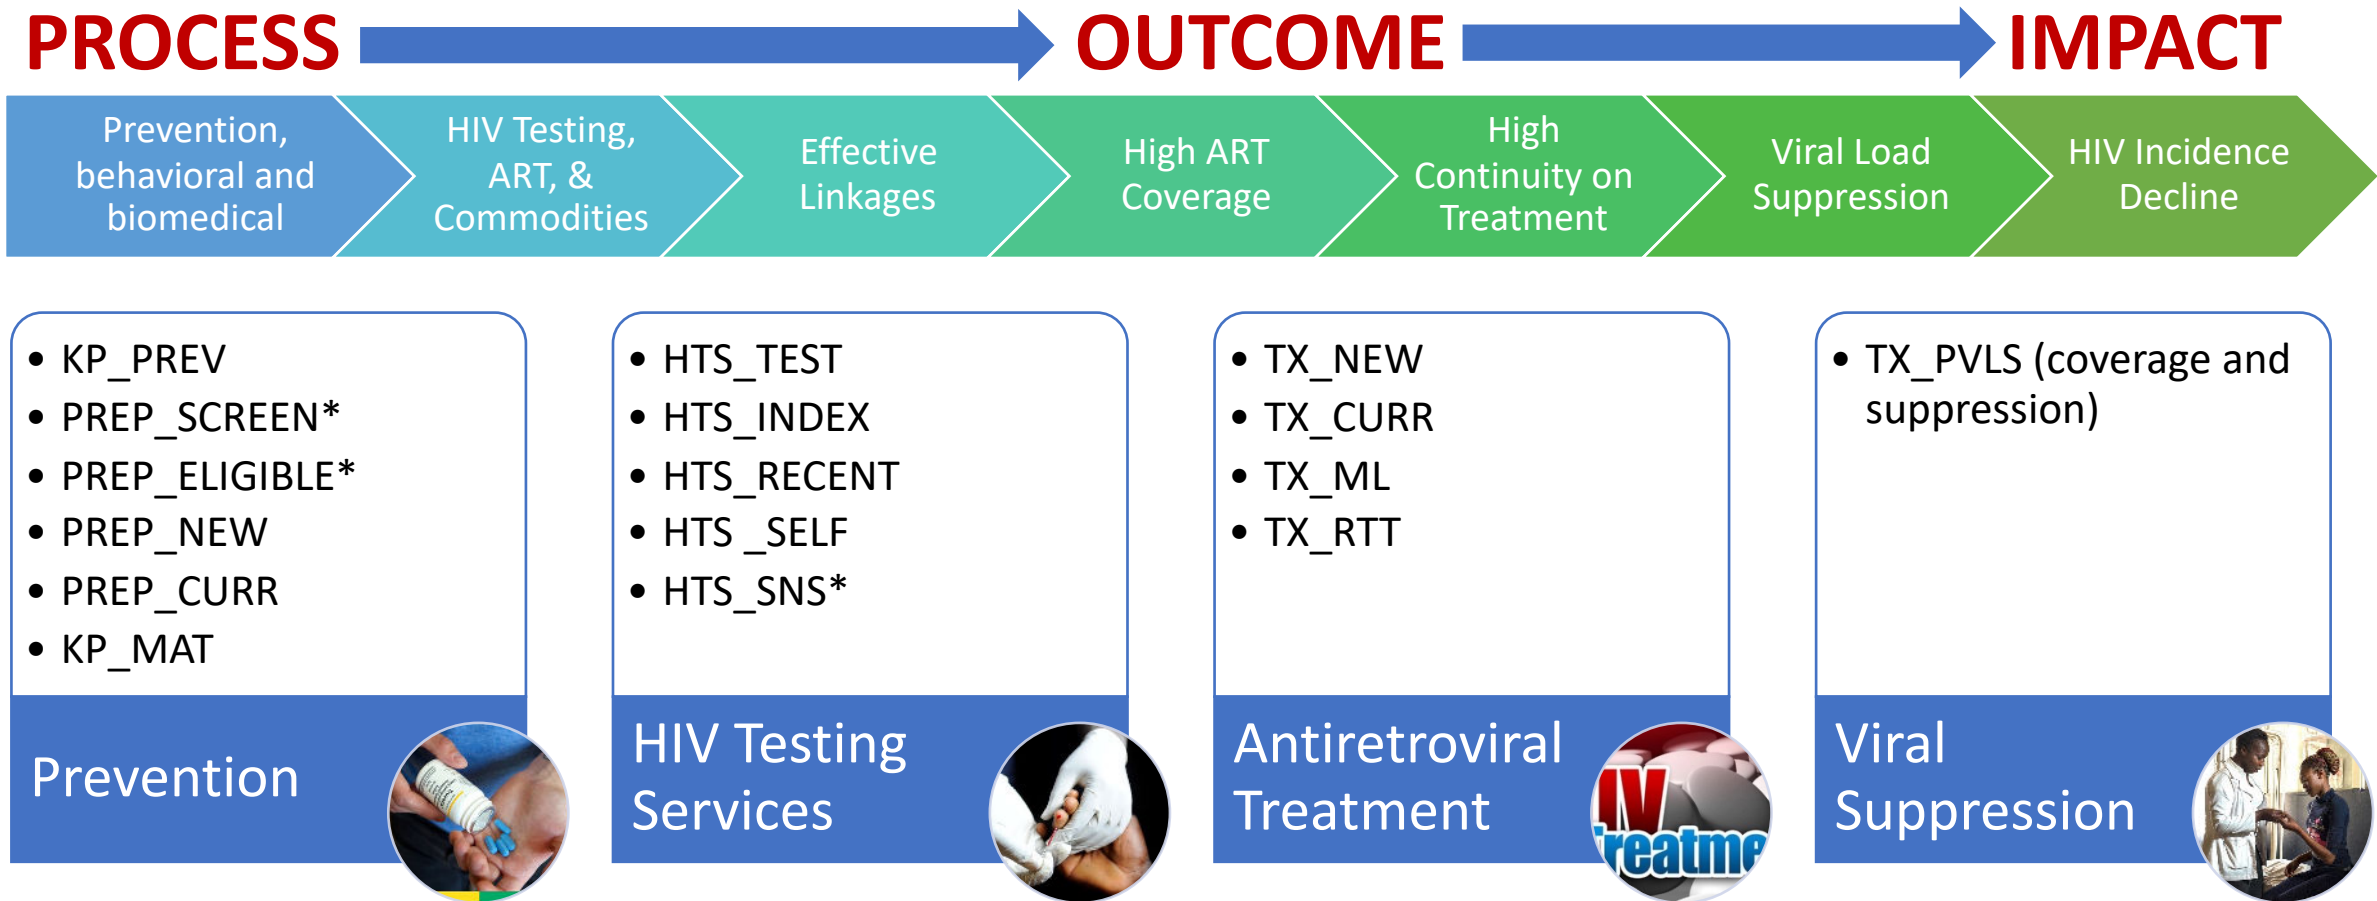 PROCESS
OUTCOME
IMPACT
Prevention,
behavioral and
biomedical
HIV Testing,
ART, &
Commodities
Effective
Linkages
High ART
Coverage
High
Continuity on
Treatment
Viral Load
Suppression
HIV Incidence
Decline
• KP_PREV
• PREP_SCREEN*
• PREP_ELIGIBLE*
• PREP_NEW
• PREP_CURR
• KP_MAT
Prevention
• HTS_TEST
• HTS_INDEX
• HTS_RECENT
• HTS _SELF
• HTS_SNS*
HIV Testing
Services
• TX_NEW
• TX_CURR
• TX_ML
• TX_RTT
Antiretroviral
Treatment
IV
reatme
• TX_PVLS (coverage and
suppression)
Viral
Suppression